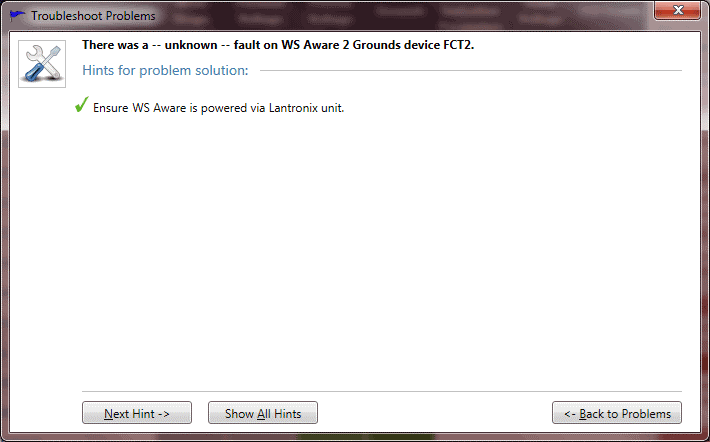 Troubleshoot Problems
There was a -- unknown -- fault on WS Aware 2 Grounds device FCT2.
Hints for problem solution:
Ensure WS Aware is powered via Lantronix unit.
Next Hint ->
Show All Hints
<- Back to Problems